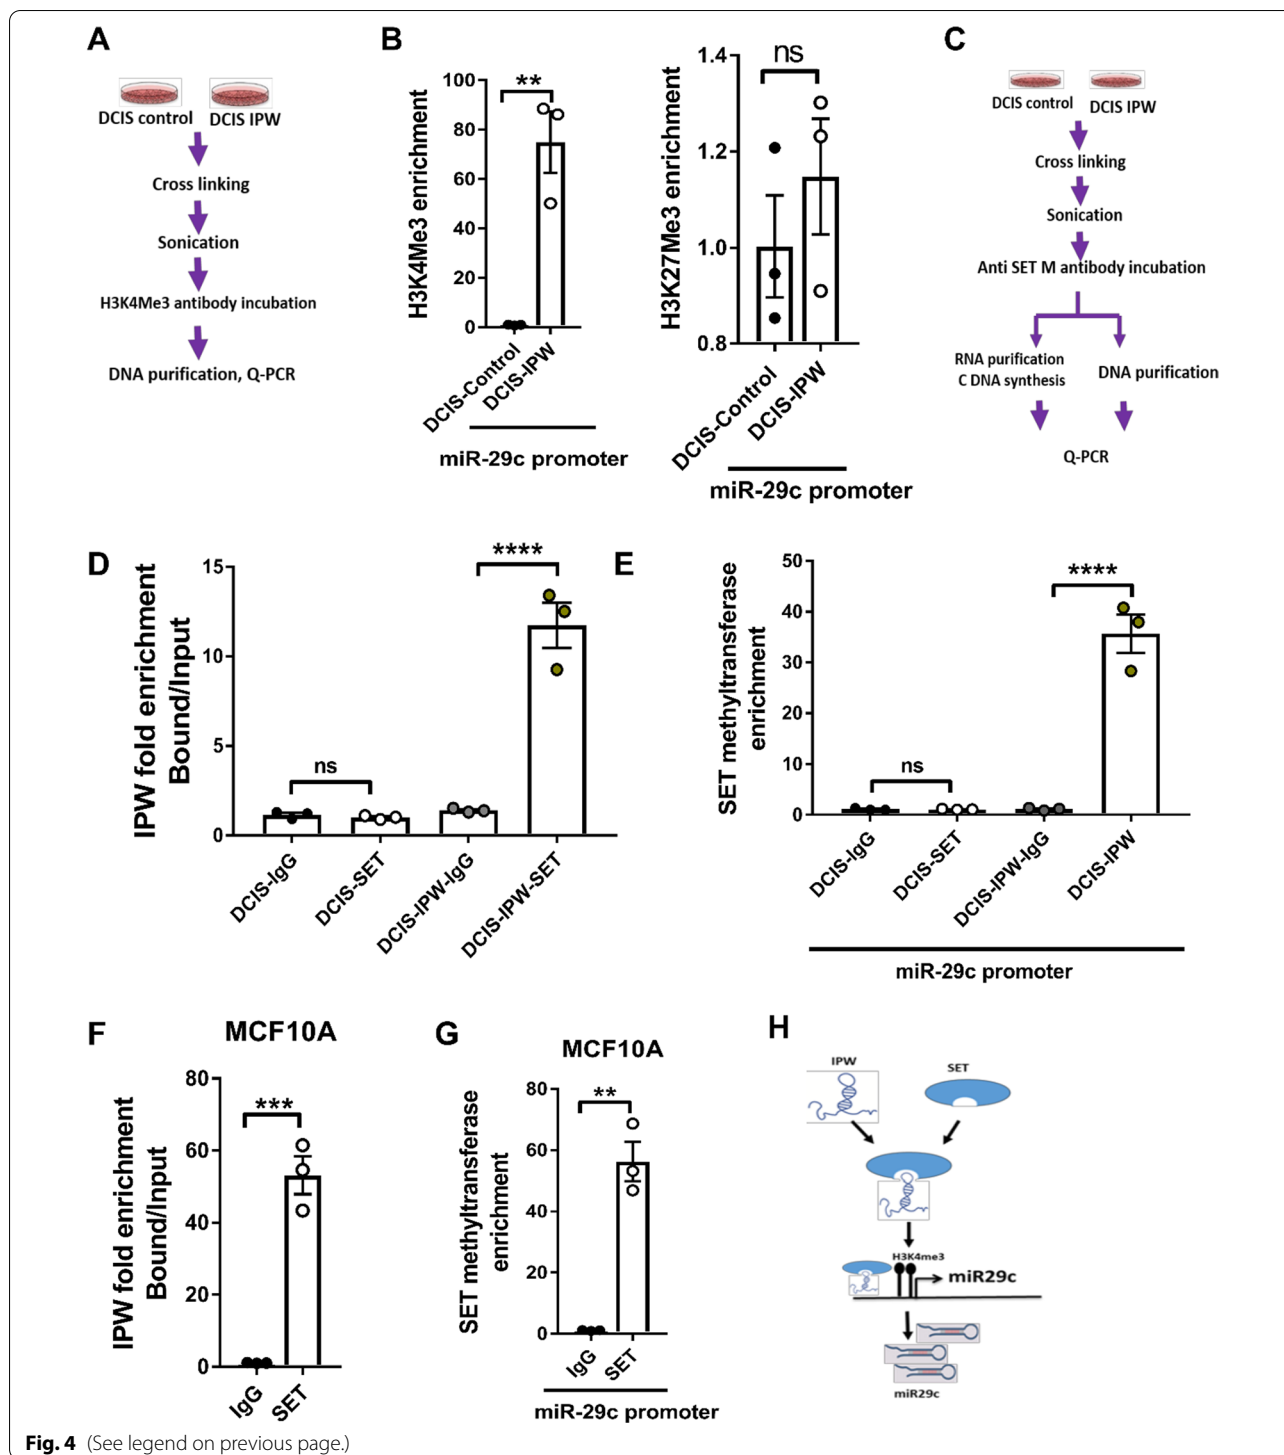 A
DCIS control DCIS IPW
Cross linking
Sonication
H3K4Me3 antibody incubation
DNA purification, Q-PCR
B
H3K4Me3 enrichment
100
80
60
40
20
0
**
DCIS-Control
DCIS-IPW
miR-29c promoter
H3K27Me3 enrichment
1.4
1.2
1.0
0.8
ns
DCIS-Control
DCIS-IPW
miR-29c promoter
C
DCIS control DCIS IPW
Cross linking
Sonication
Anti SET M antibody incubation
RNA purification
C DNA synthesis
DNA purification
Q-PCR
D
IPW fold enrichment
Bound/Input
15
10
5
0
ns
****
DCIS-IgG
DCIS-SET
DCIS-IPW-IgG
DCIS-IPW-SET
E
SET methyltransferase
enrichment
50
40
30
20
10
0
ns
****
DCIS-IgG
DCIS-SET
DCIS-IPW-IgG
DCIS-IPW
miR-29c promoter
F
MCF10A
IPW fold enrichment
Bound/Input
80
60
40
20
0
***
IgG
SET
G
MCF10A
SET methyltransferase
enrichment
80
60
40
20
0
**
IgG
SET
miR-29c promoter
H
IPW
SET
H3K4me3
miR29c
miR29c
Fig. 4 (See legend on previous page.)